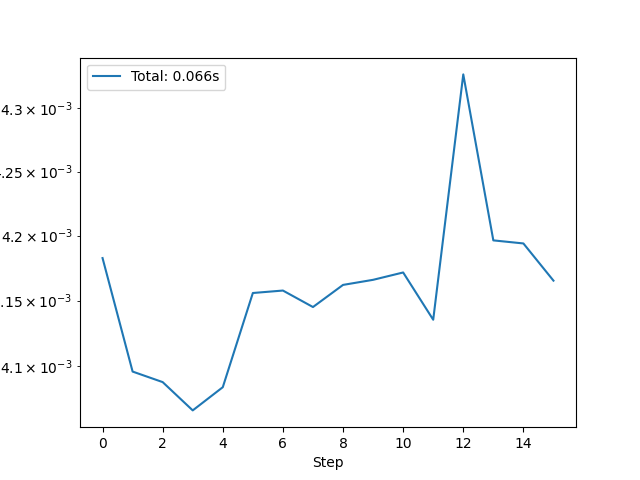 Total: 0.066s
4.3 × 10⁻³
.25 × 10⁻³
4.2 × 10⁻³
.15 × 10⁻³
4.1 × 10⁻³
0 2 4 6 8 10 12 14
Step